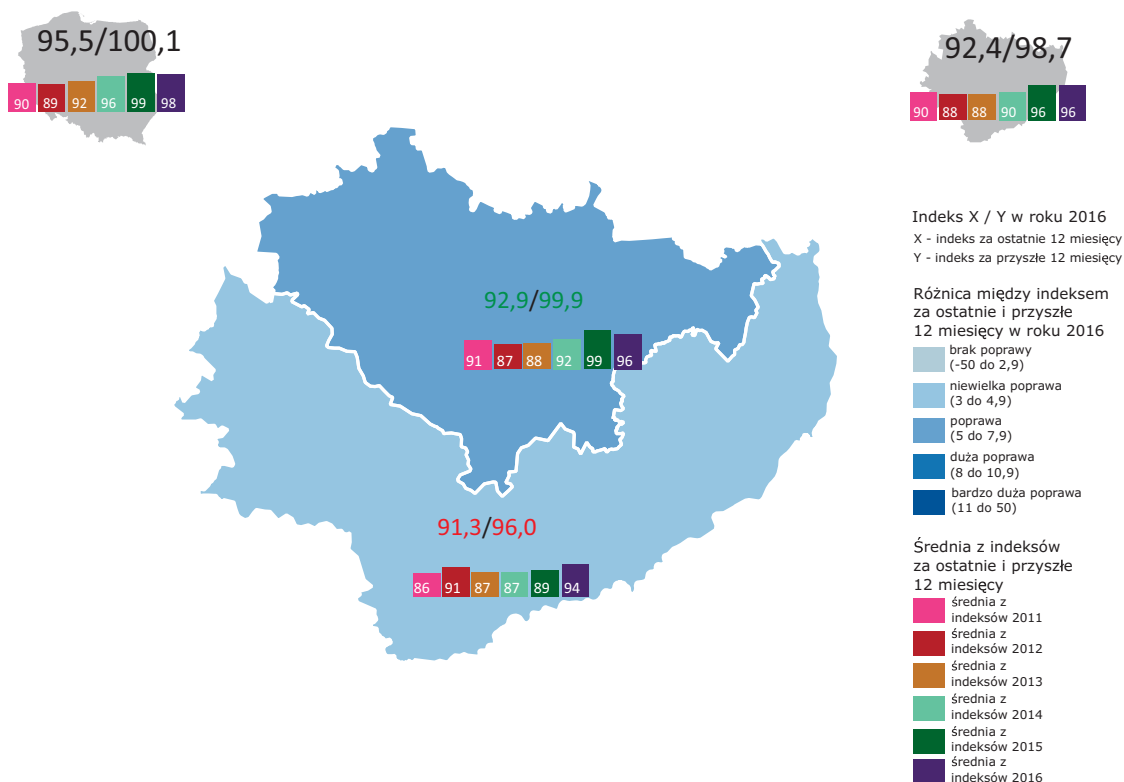 95,5/100,1
90 89 92 96 99 98
92,4/98,7
90 88 88 90 96 96
92,9/99,9
91 87 88 92 99 96
91,3/96,0
86 91 87 87 89 94
Indeks X / Y w roku 2016
X - indeks za ostatnie 12 miesięcy
Y - indeks za przyszłe 12 miesięcy
Różnica między indeksem
za ostatnie i przyszłe
12 miesięcy w roku 2016
brak poprawy
(-50 do 2,9)
niewielka poprawa
(3 do 4,9)
poprawa
(5 do 7,9)
duża poprawa
(8 do 10,9)
bardzo duża poprawa
(11 do 50)
Średnia z indeksów
za ostatnie i przyszłe
12 miesięcy
średnia z
indeksów 2011
średnia z
indeksów 2012
średnia z
indeksów 2013
średnia z
indeksów 2014
średnia z
indeksów 2015
średnia z
indeksów 2016